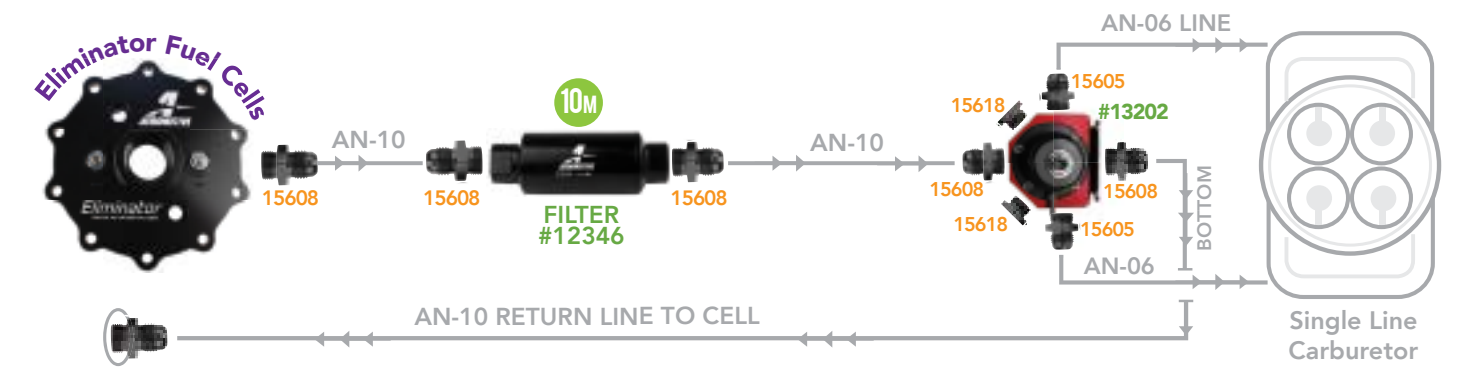 Eliminator Fuel Cells
Eliminator
15608
AN-10
15608
10M
FILTER
#12346
15608
AN-10
15608
15618
15618
15605
#13202
15608
15605
AN-06 LINE
AN-06
BOTTOM
Single Line
Carburetor
AN-10 RETURN LINE TO CELL